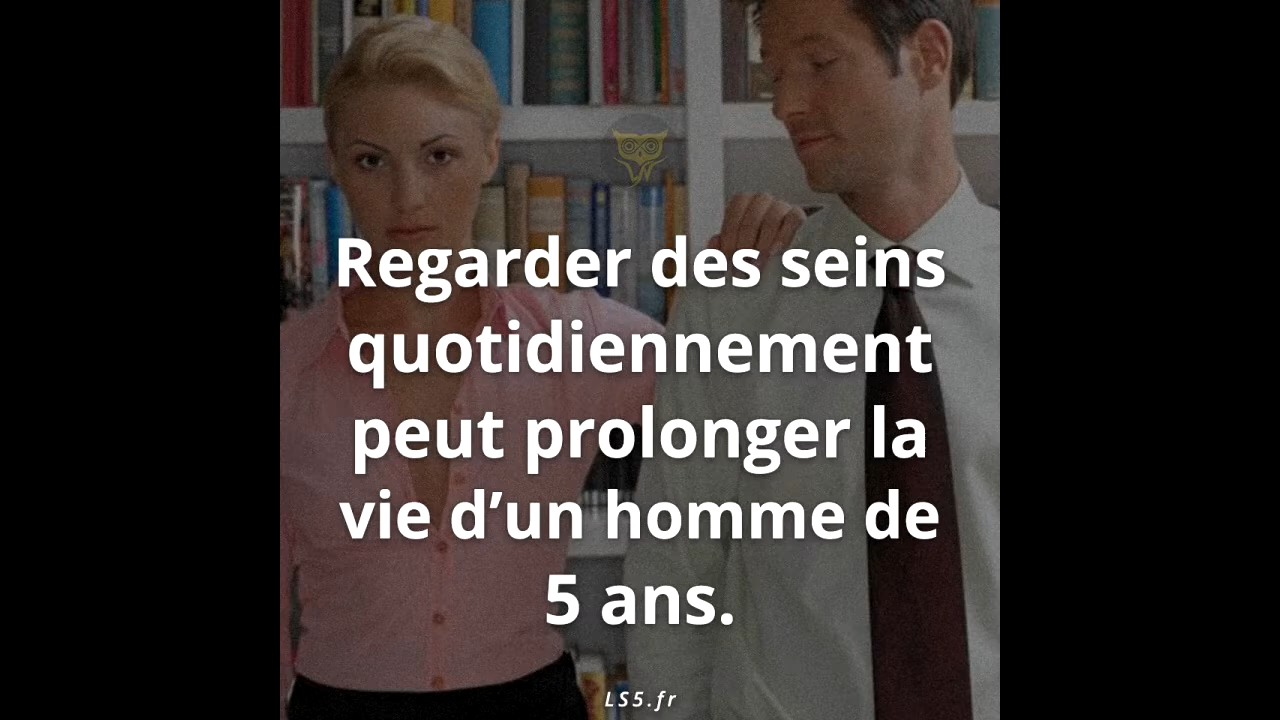 Regarder des seins
quotidiennement
peut prolonger la
vie d’un homme de
5 ans.
LS5.fr